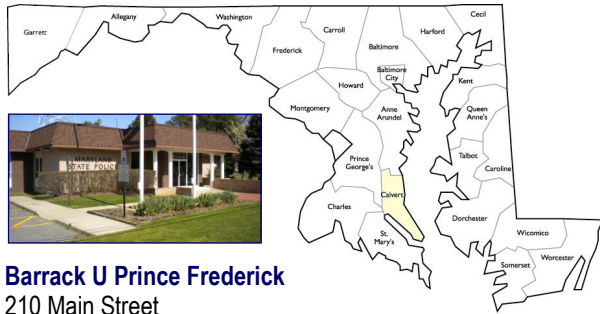 Garrett
Allegany
Washington
Frederick
Carroll
Baltimore
Harford
Cecil
Baltimore
City
Howard
Montgomery
Anne
Arundel
Kent
Queen
Anne's
Prince
George's
Talbot
Caroline
Calvert
Charles
St.
Mary's
Dorchester
Wicomico
Somerset
Worcester
MARYLAND
STATE POLICE
Barrack U Prince Frederick
210 Main Street